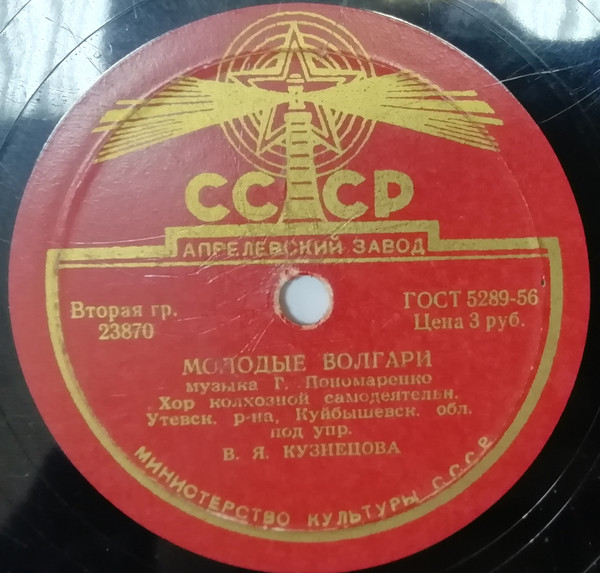 СССР
АПРЕЛЕВСКИЙ ЗАВОД
Вторая гр.
23870
ГОСТ 5289-56
Цена 3 руб.
МОЛОДЫЕ ВОЛГАРИ
музыка Г. Пономаренко
Хор колхозной самодеятельн.
Утевск. р-на, Куйбышевск. обл.
под упр.
В. Я. КУЗНЕЦОВА
МИНИСТЕРСТВО КУЛЬТУРЫ СССР